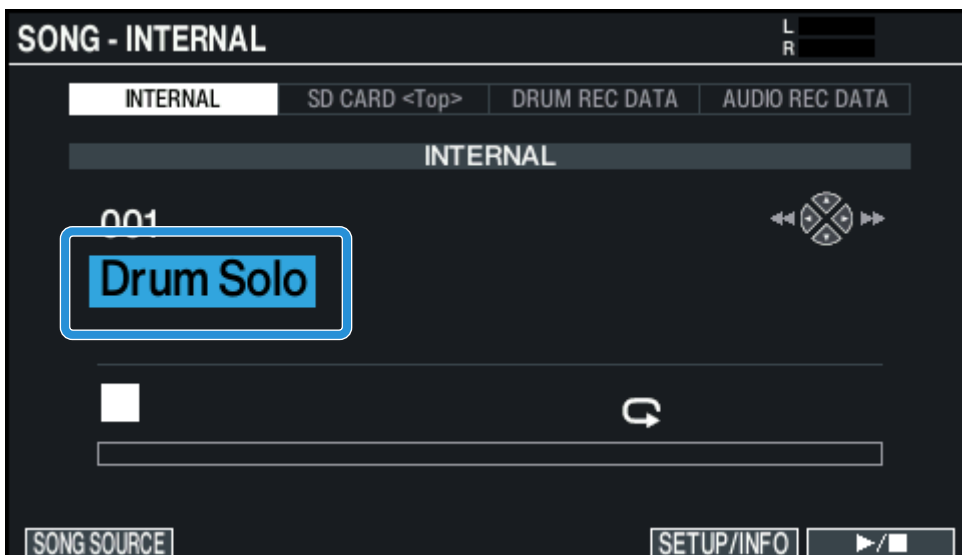 SONG - INTERNAL
L
R
INTERNAL SD CARD <Top> DRUM REC DATA AUDIO REC DATA
INTERNAL
001
Drum Solo
SONG SOURCE SETUP/INFO ▶/■